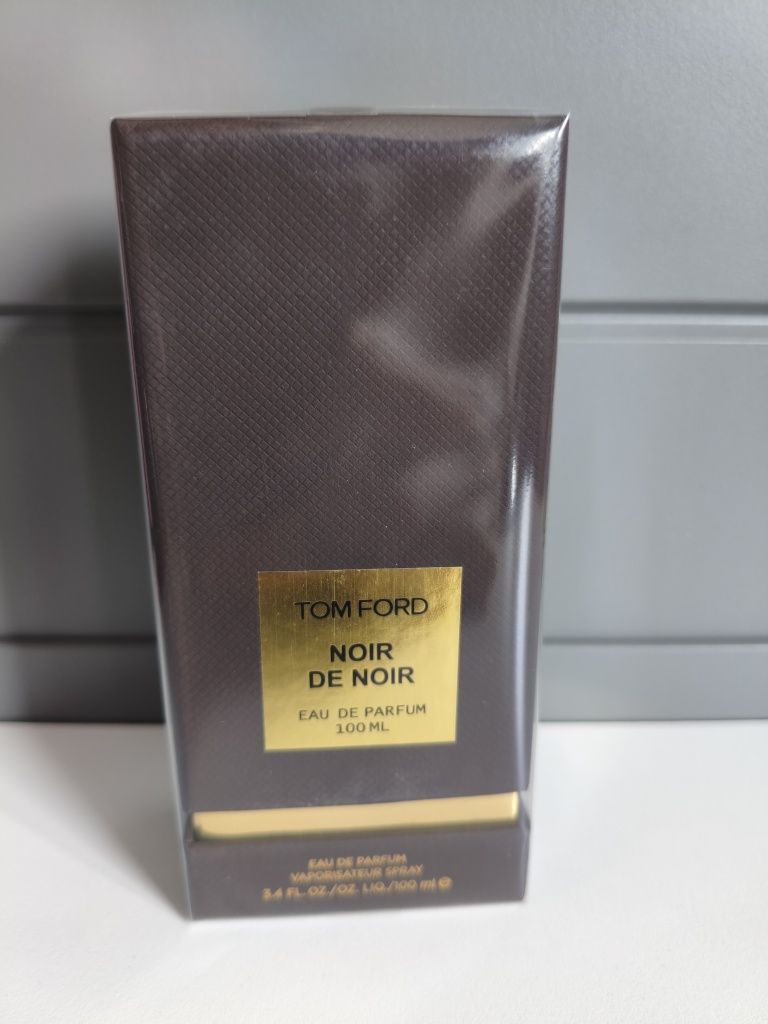 TOM FORD
NOIR
DE NOIR
EAU DE PARFUM
100 ML
EAU DE PARFUM
VAPORISATEUR SPRAY
3.4 FL. OZ./OZ. LIQ./100 ml ℮